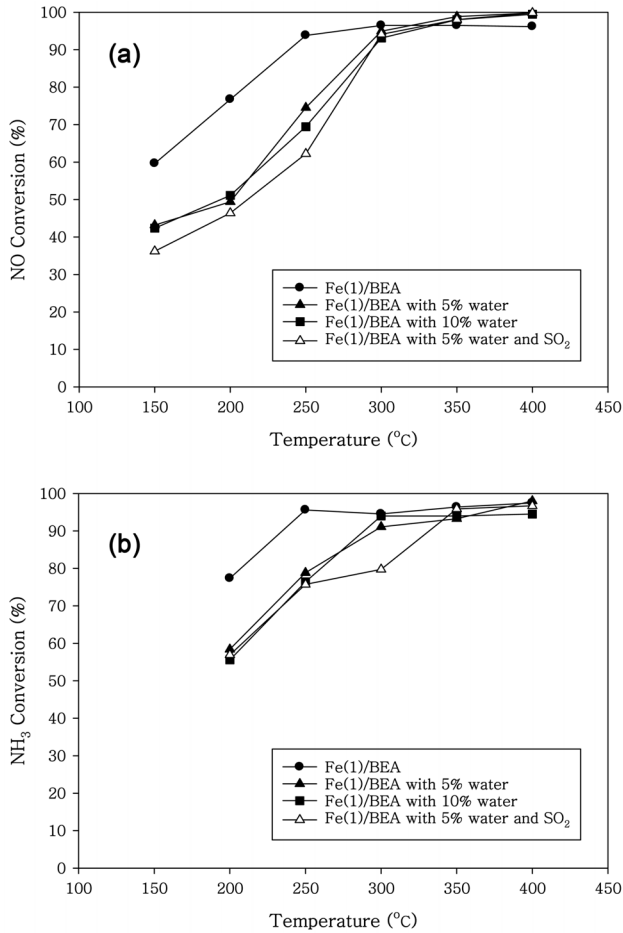 100
(a)
90
80
70
60
50
40
30
20
10
0
NO Conversion (%)
Fe(1)/BEA
Fe(1)/BEA with 5% water
Fe(1)/BEA with 10% water
Fe(1)/BEA with 5% water and SO₂
100 150 200 250 300 350 400 450
Temperature (°C)
100
(b)
90
80
70
60
50
40
30
20
10
0
NH₃ Conversion (%)
Fe(1)/BEA
Fe(1)/BEA with 5% water
Fe(1)/BEA with 10% water
Fe(1)/BEA with 5% water and SO₂
100 150 200 250 300 350 400 450
Temperature (°C)